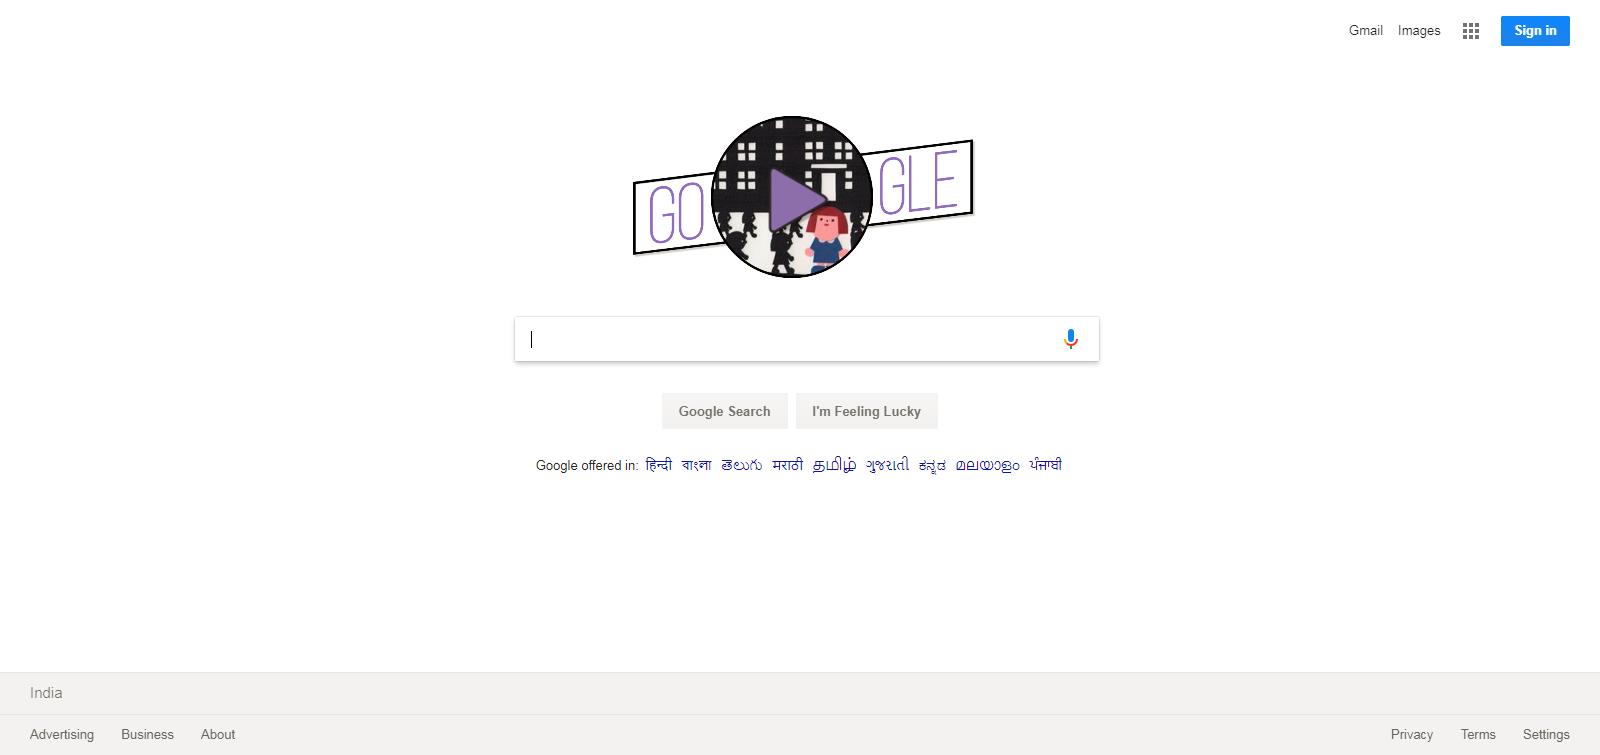 Gmail Images Sign in
GO GLE
Google Search I'm Feeling Lucky
Google offered in: हिन्दी বাংলা తెలుగు मराठी தமிழ் ગુજરાતી ಕನ್ನಡ മലയാളം ਪੰਜਾਬੀ
India
Advertising Business About Privacy Terms Settings